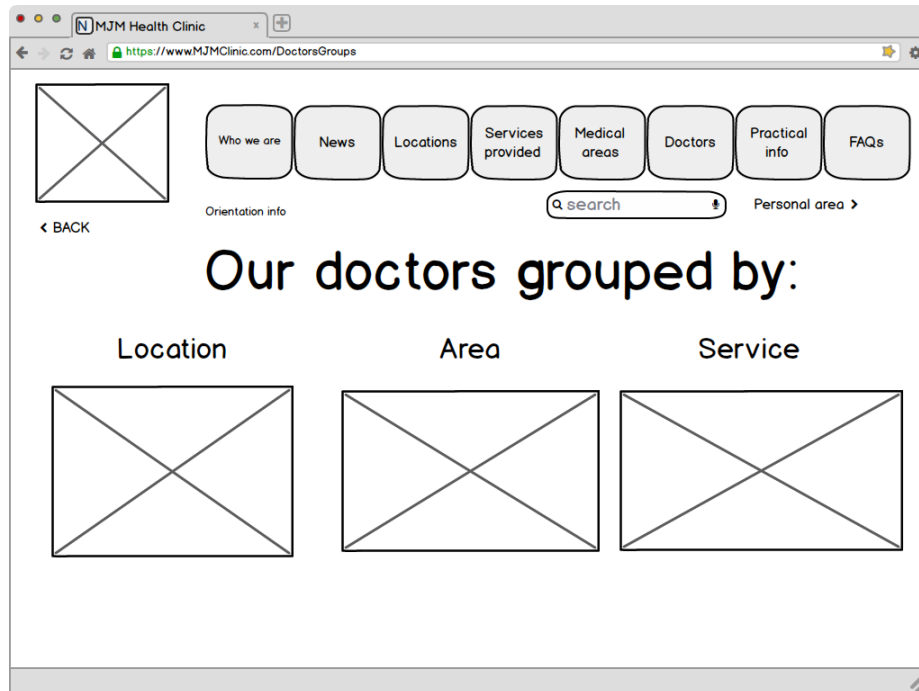 N MJM Health Clinic x
https://www.MJMClinic.com/DoctorsGroups
Who we are
News
Locations
Services
provided
Medical
areas
Doctors
Practical
info
FAQs
Orientation info
search
Personal area >
< BACK
Our doctors grouped by:
Location
Area
Service